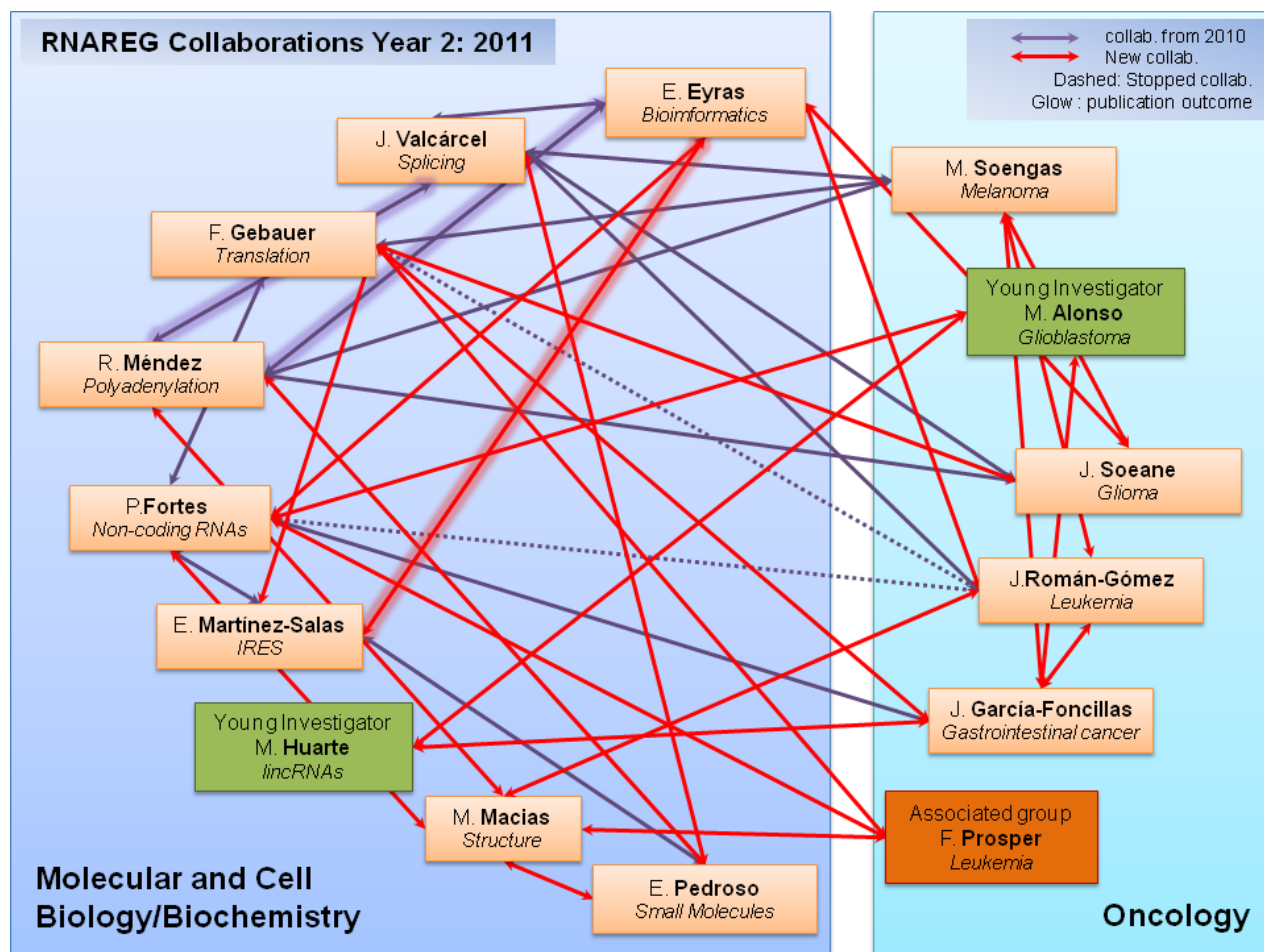 RNAREG Collaborations Year 2: 2011
collab. from 2010
New collab.
Dashed: Stopped collab.
Glow : publication outcome
E. Eyras
Bioimformatics
J. Valcárcel
Splicing
M. Soengas
Melanoma
F. Gebauer
Translation
Young Investigator
M. Alonso
Glioblastoma
R. Méndez
Polyadenylation
J. Soeane
Glioma
P.Fortes
Non-coding RNAs
J.Román-Gómez
Leukemia
E. Martínez-Salas
IRES
J. García-Foncillas
Gastrointestinal cancer
Young Investigator
M. Huarte
lincRNAs
M. Macias
Structure
Associated group
F. Prosper
Leukemia
E. Pedroso
Small Molecules
Molecular and Cell
Biology/Biochemistry
Oncology